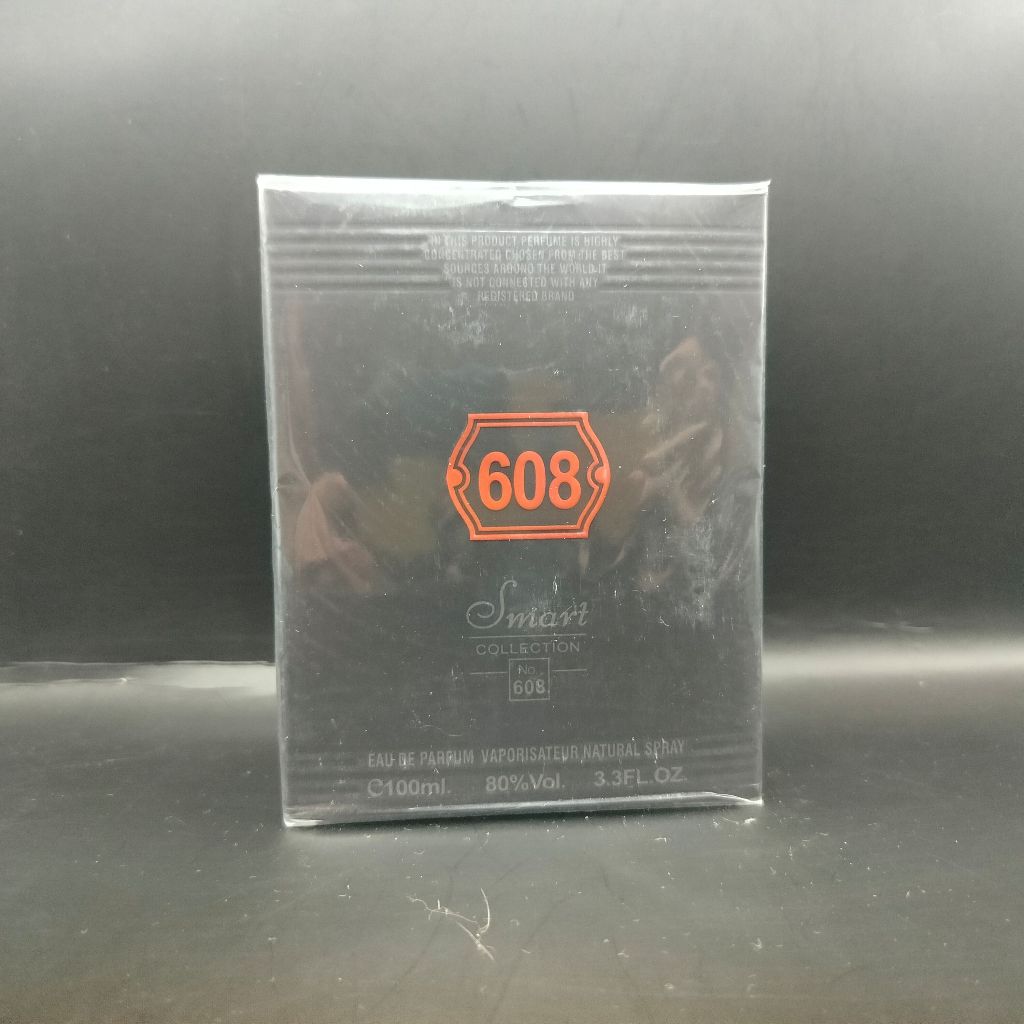 IN THIS PRODUCT PERFUME IS HIGHLY
CONCENTRATED CHOSEN FROM THE BEST
SOURCES AROUND THE WORLD.IT
IS NOT CONNECTED WITH ANY
REGISTERED BRAND
608
Smart
COLLECTION
No.
608
EAU DE PARFUM VAPORISATEUR NATURAL SPRAY
℮100ml. 80%Vol. 3.3FL.OZ.